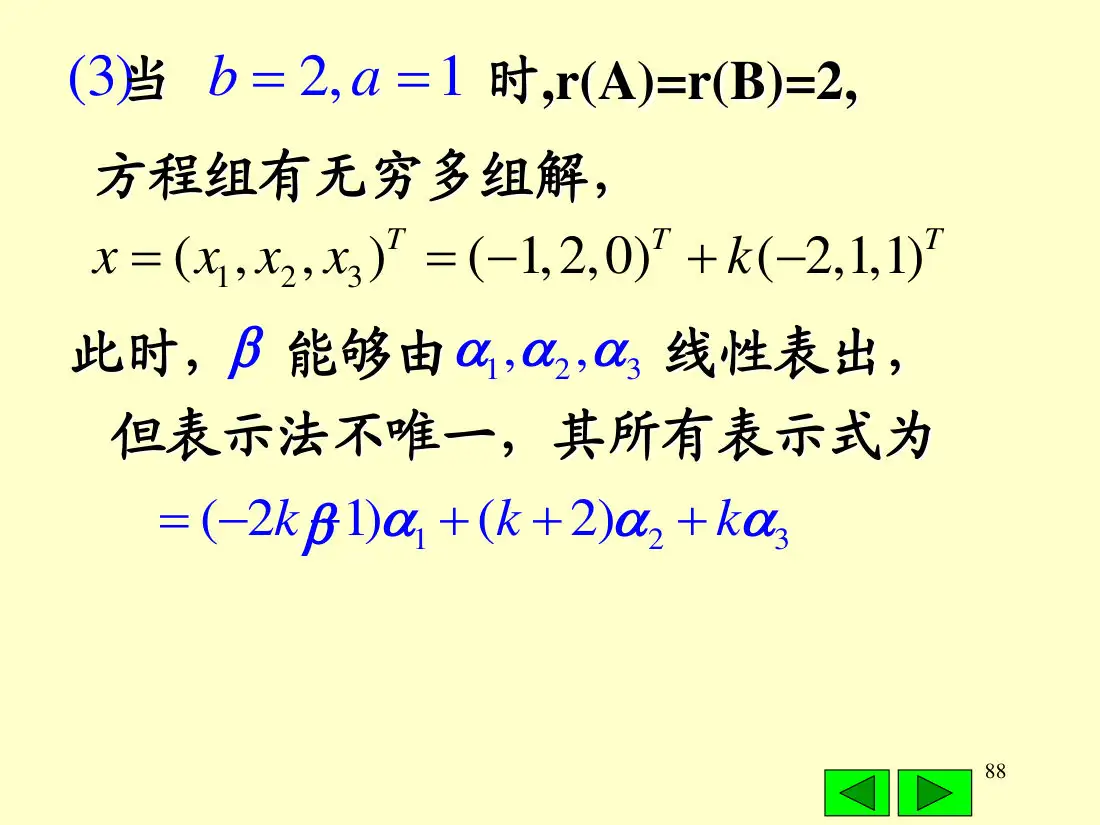 (3)当 b = 2, a = 1 时,r(A)=r(B)=2,
方程组有无穷多组解，
x = (x₁, x₂, x₃)ᵀ = (−1, 2, 0)ᵀ + k(−2,1,1)ᵀ
此时，β 能够由 α₁, α₂, α₃ 线性表出，
但表示法不唯一，其所有表示式为
= (−2k β−1)α₁ + (k + 2)α₂ + kα₃
88